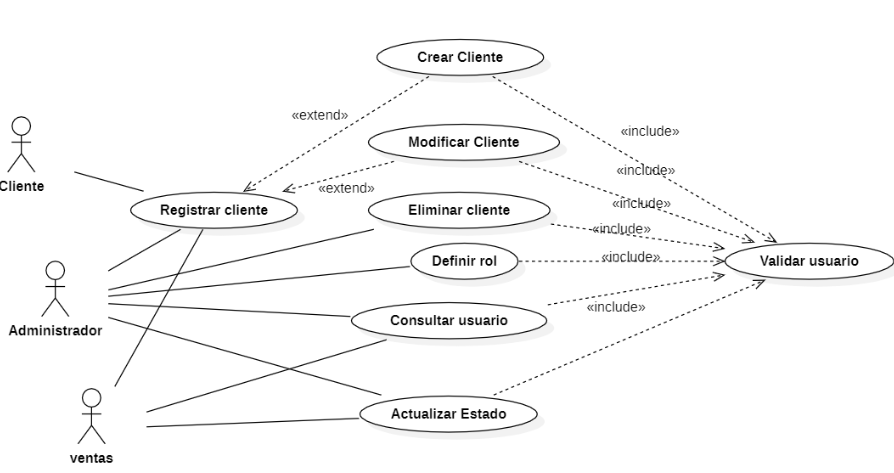 Crear Cliente
«extend»
«include»
Modificar Cliente
«include»
Cliente
«extend»
«include»
Registrar cliente
Eliminar cliente
«include»
Definir rol
«include»
Validar usuario
Administrador
Consultar usuario
«include»
Actualizar Estado
ventas